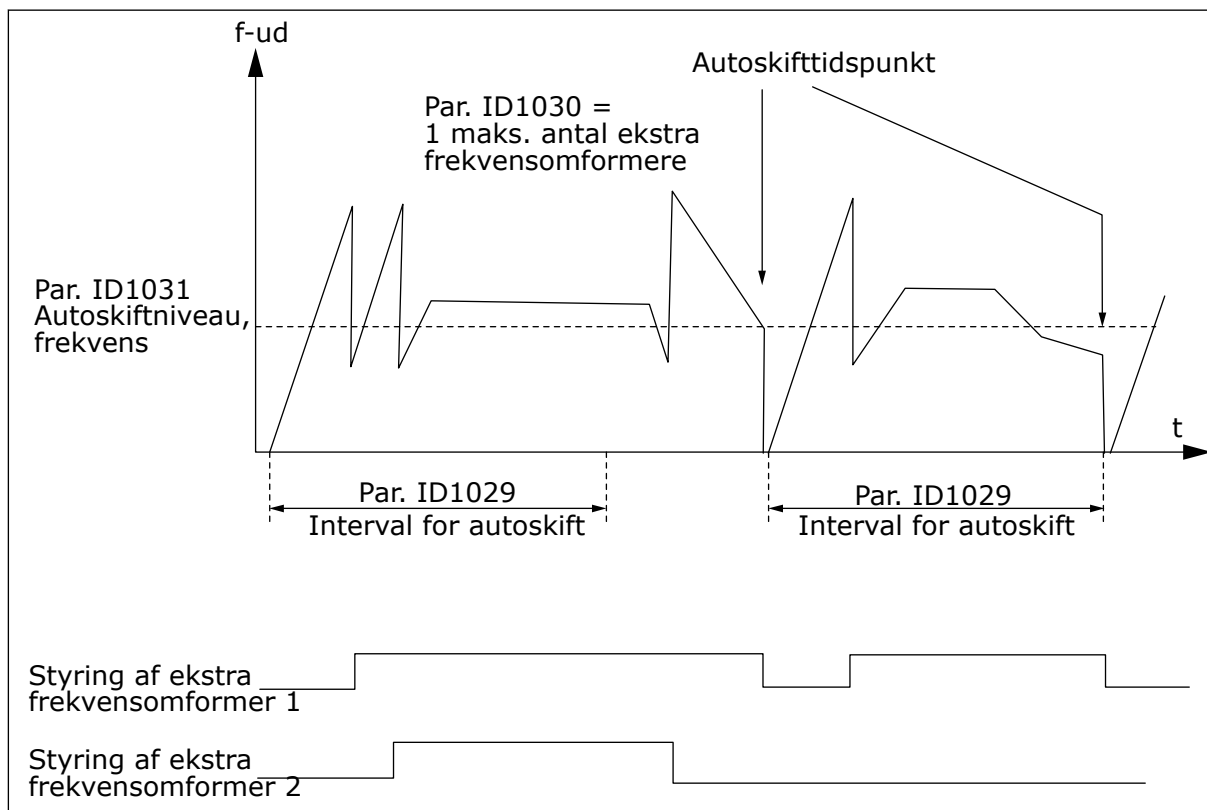 f-ud
Autoskifttidspunkt
Par. ID1030 =
1 maks. antal ekstra
frekvensomformere
Par. ID1031
Autoskiftniveau,
frekvens
t
Par. ID1029
Interval for autoskift
Par. ID1029
Interval for autoskift
Styring af ekstra
frekvensomformer 1
Styring af ekstra
frekvensomformer 2